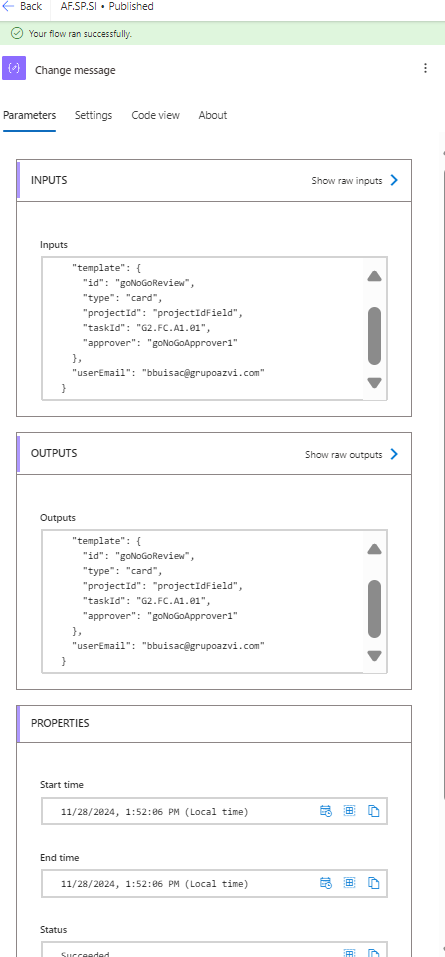 Back AF.SP.SI • Published
Your flow ran successfully.
Change message
Parameters Settings Code view About
INPUTS Show raw inputs
Inputs
"template": {
"id": "goNoGoReview",
"type": "card",
"projectId": "projectIdField",
"taskId": "G2.FC.A1.01",
"approver": "goNoGoApprover1"
},
"userEmail": "bbuisac@grupoazvi.com"
}
OUTPUTS Show raw outputs
Outputs
"template": {
"id": "goNoGoReview",
"type": "card",
"projectId": "projectIdField",
"taskId": "G2.FC.A1.01",
"approver": "goNoGoApprover1"
},
"userEmail": "bbuisac@grupoazvi.com"
}
PROPERTIES
Start time
11/28/2024, 1:52:06 PM (Local time)
End time
11/28/2024, 1:52:06 PM (Local time)
Status
Succeeded